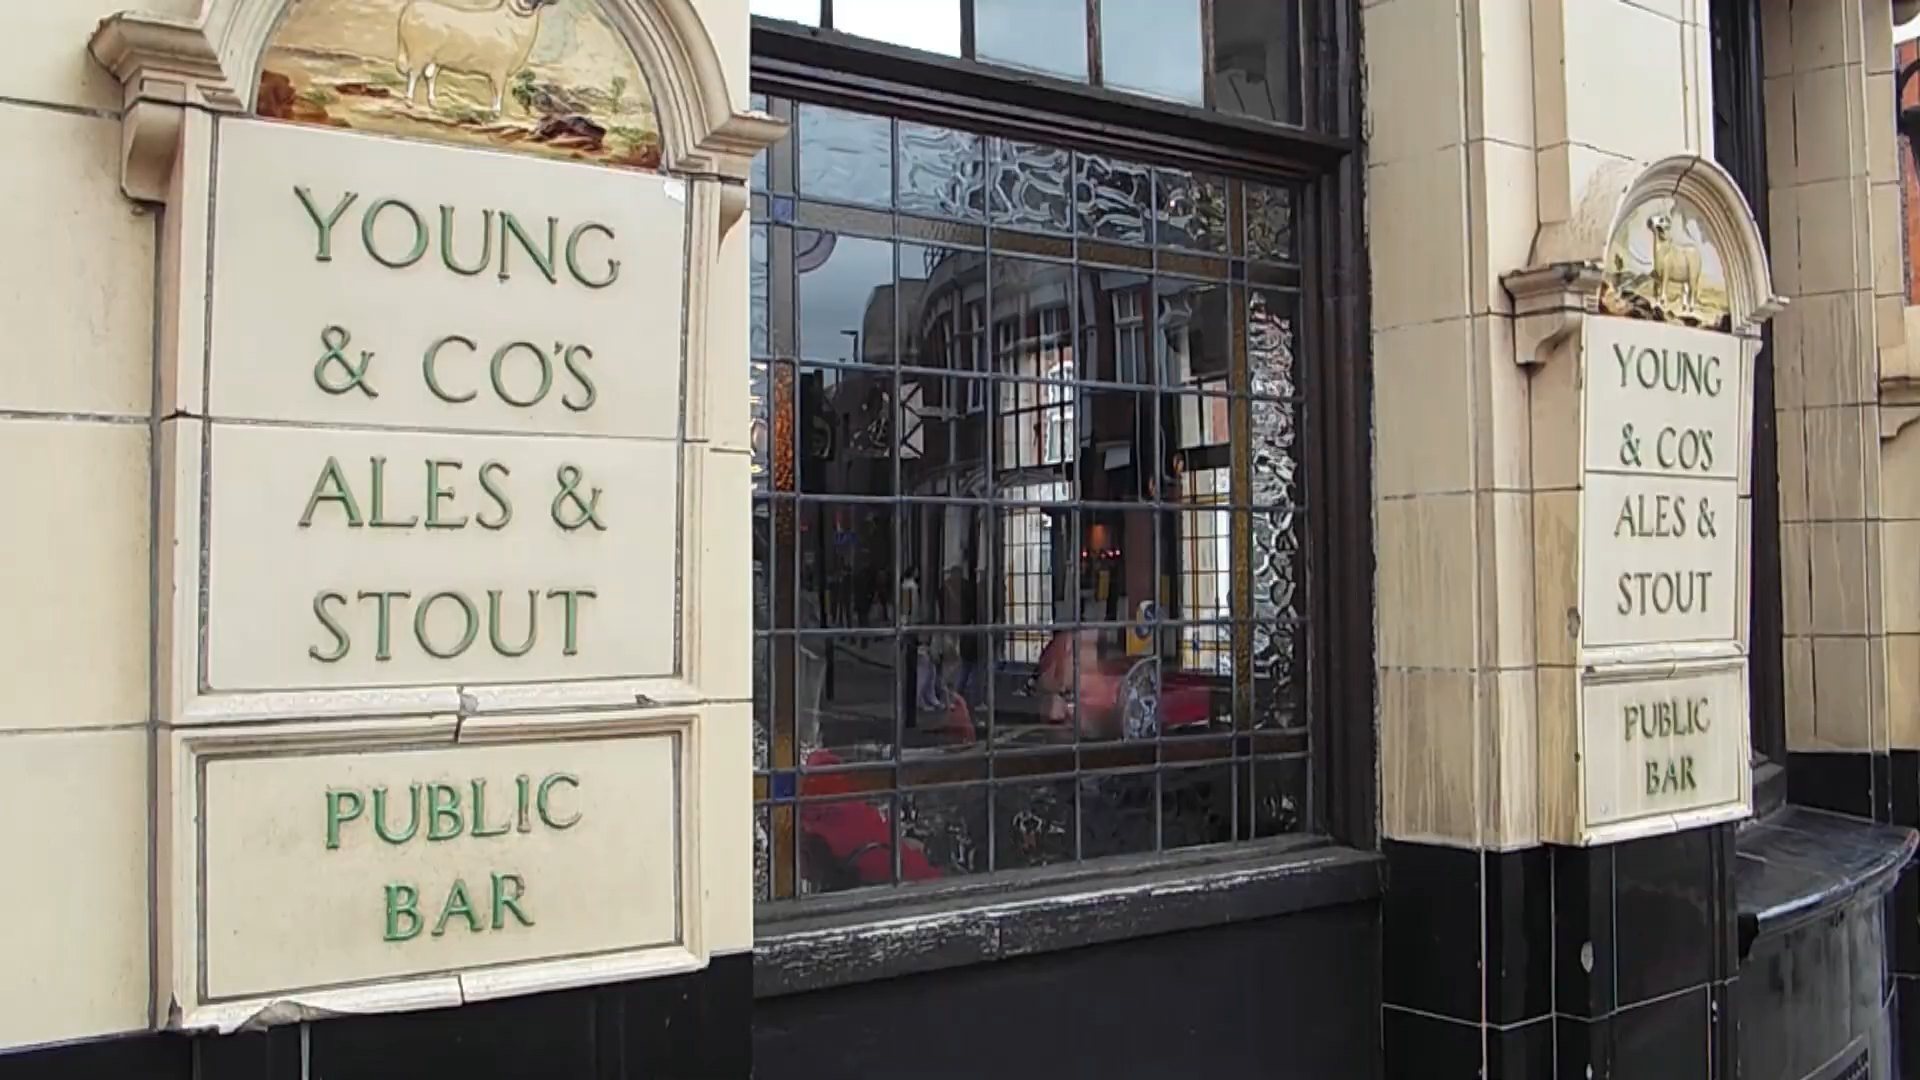 YOUNG
& CO'S
ALES &
STOUT
PUBLIC
BAR
YOUNG
& CO'S
ALES &
STOUT
PUBLIC
BAR